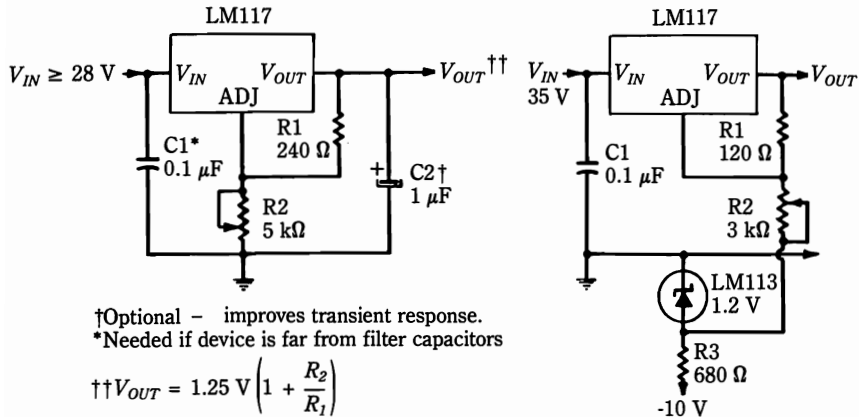 LM117
V_IN ≥ 28 V
V_IN
V_OUT
ADJ
V_OUT††
R1
240 Ω
C1*
0.1 μF
+
C2†
1 μF
R2
5 kΩ
†Optional – improves transient response.
*Needed if device is far from filter capacitors
††V_OUT = 1.25 V (1 + R_2/R_1)
LM117
V_IN
35 V
V_IN
V_OUT
ADJ
V_OUT
R1
120 Ω
C1
0.1 μF
R2
3 kΩ
LM113
1.2 V
R3
680 Ω
-10 V